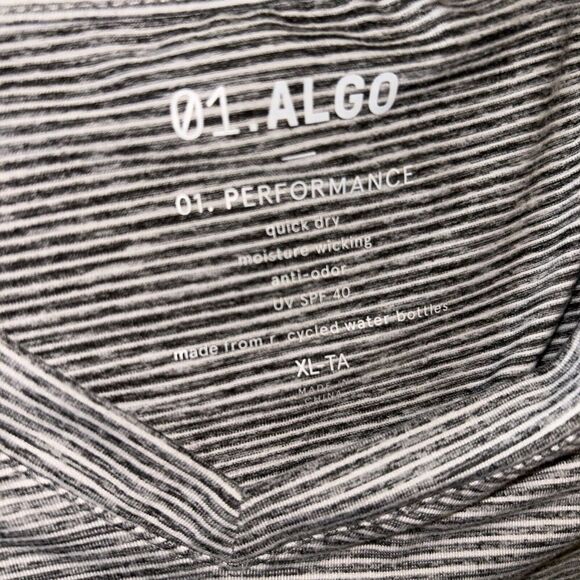 01.ALGO
01. PERFORMANCE
quick dry
moisture wicking
anti-odor
UV SPF 40
made from r cycled water bottles
XL-TA
MADE IN
CHINA